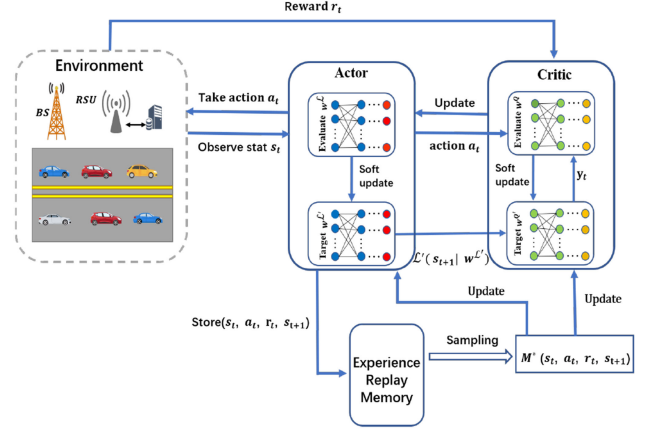 Reward r_t
Environment
BS
RSU
Take action a_t
Observe stat s_t
Actor
Evaluate w^ℒ
Soft
update
Target w^ℒ′
Update
action a_t
Critic
Evaluate w^Q
Soft
update
y_t
Target w^Q′
ℒ′( s_{t+1}| w^ℒ′)
Update
Update
Store(s_t, a_t, r_t, s_{t+1})
Experience
Replay
Memory
Sampling
M* (s_t, a_t, r_t, s_{t+1})